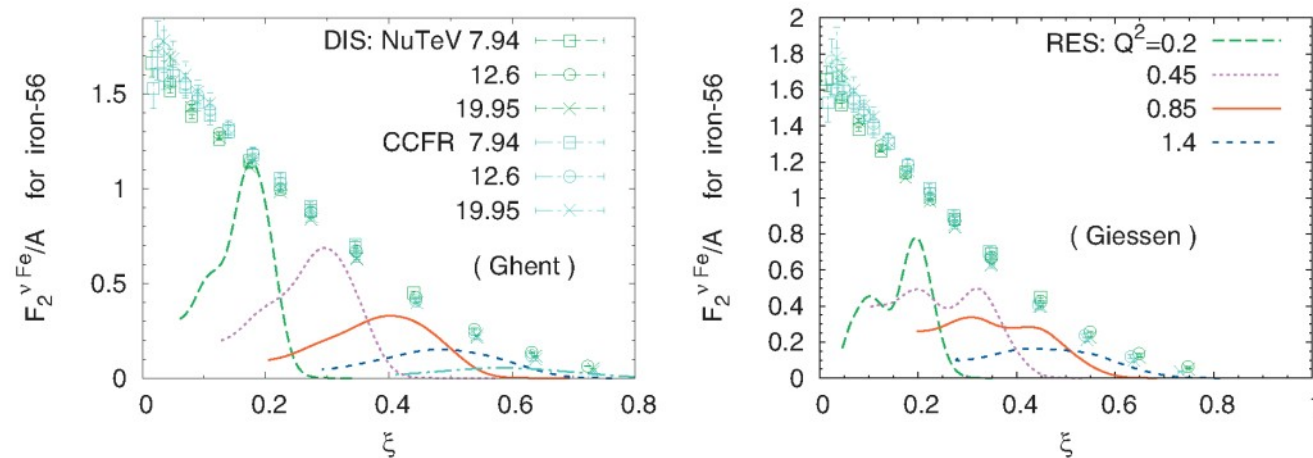 F₂^ν Fe/A for iron-56
1.5
1
0.5
0
DIS: NuTeV 7.94
12.6
19.95
CCFR 7.94
12.6
19.95
( Ghent )
0 0.2 0.4 0.6 0.8
ξ
F₂^ν Fe/A for iron-56
2
1.8
1.6
1.4
1.2
1
0.8
0.6
0.4
0.2
0
RES: Q²=0.2
0.45
0.85
1.4
( Giessen )
0 0.2 0.4 0.6 0.8 1
ξ